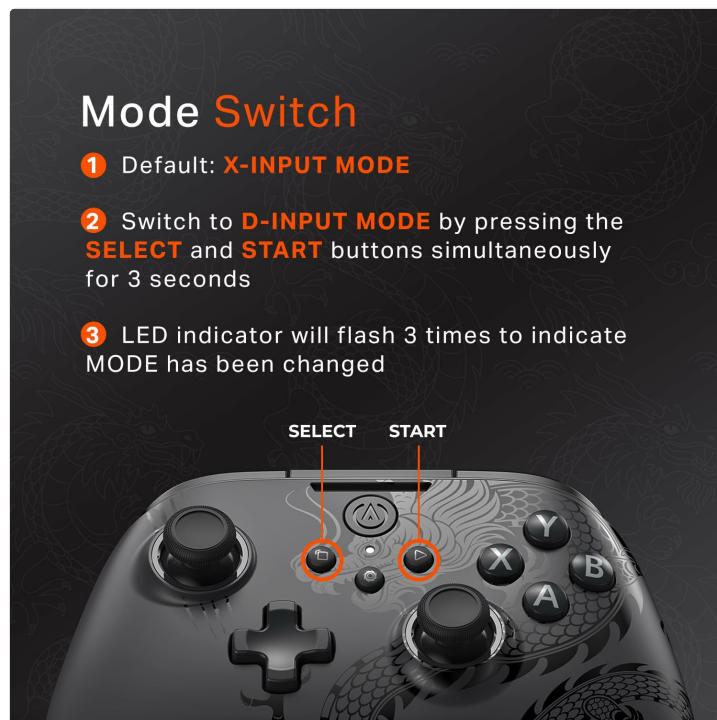 Mode Switch
1 Default: X-INPUT MODE
2 Switch to D-INPUT MODE by pressing the
SELECT and START buttons simultaneously
for 3 seconds
3 LED indicator will flash 3 times to indicate
MODE has been changed
SELECT START
Y
X B
A